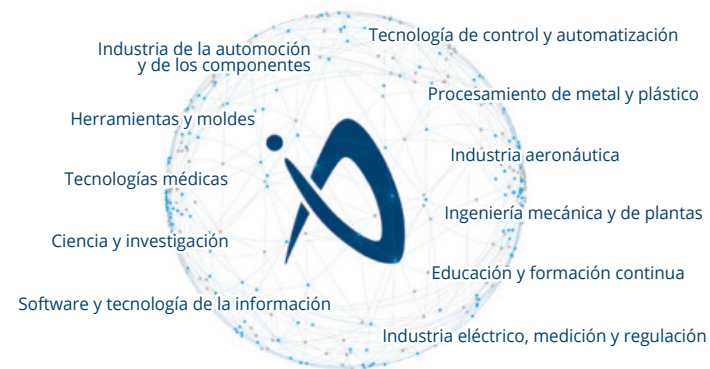 Industria de la automoción
y de los componentes
Herramientas y moldes
Tecnologías médicas
Ciencia y investigación
Software y tecnología de la información
Tecnología de control y automatización
Procesamiento de metal y plástico
Industria aeronáutica
Ingeniería mecánica y de plantas
Educación y formación continua
Industria eléctrico, medición y regulación